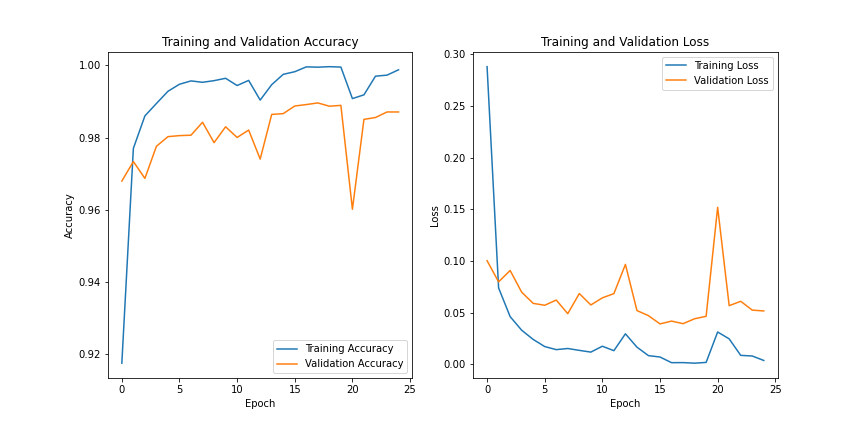 Training and Validation Accuracy
1.00
0.98
0.96
0.94
0.92
Accuracy
Training Accuracy
Validation Accuracy
0 5 10 15 20 25
Epoch
Training and Validation Loss
0.30
0.25
0.20
0.15
0.10
0.05
0.00
Loss
Training Loss
Validation Loss
0 5 10 15 20 25
Epoch